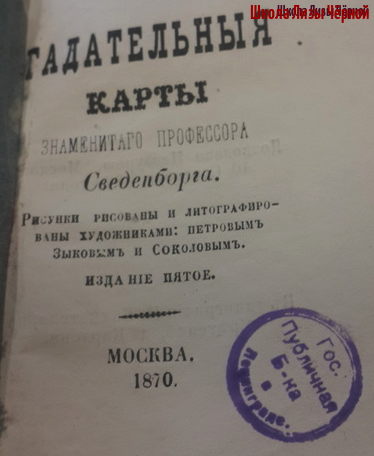 Школа Лизы Чёрной
ГАДАТЕЛЬНЫЯ
КАРТЫ
ЗНАМЕНИТАГО ПРОФЕССОРА
Сведенборга.
Рисунки рисованы и литографиро-
ваны художниками: петровымъ
Зыковымъ и Соколовымъ.
ИЗДАНІЕ ПЯТОЕ.
МОСКВА.
1870.
Гос.
Публичная
Б-ка
в
Ленинграде.